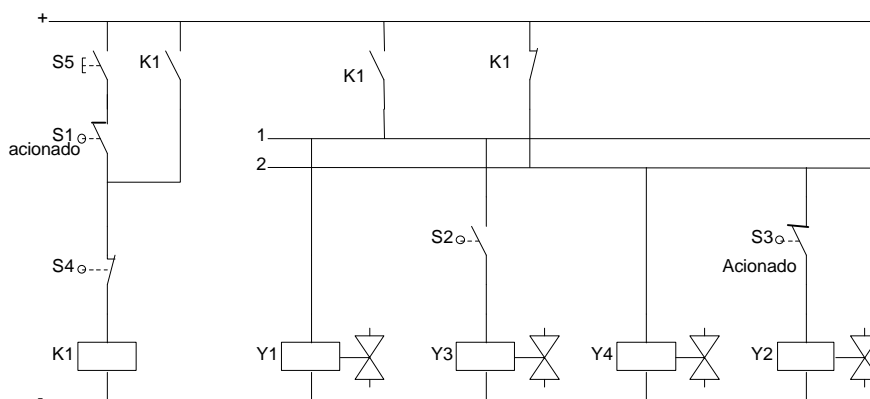 +
S5
K1
K1
K1
S1
acionado
1
2
S2
S3
Acionado
S4
K1
Y1
Y3
Y4
Y2
-